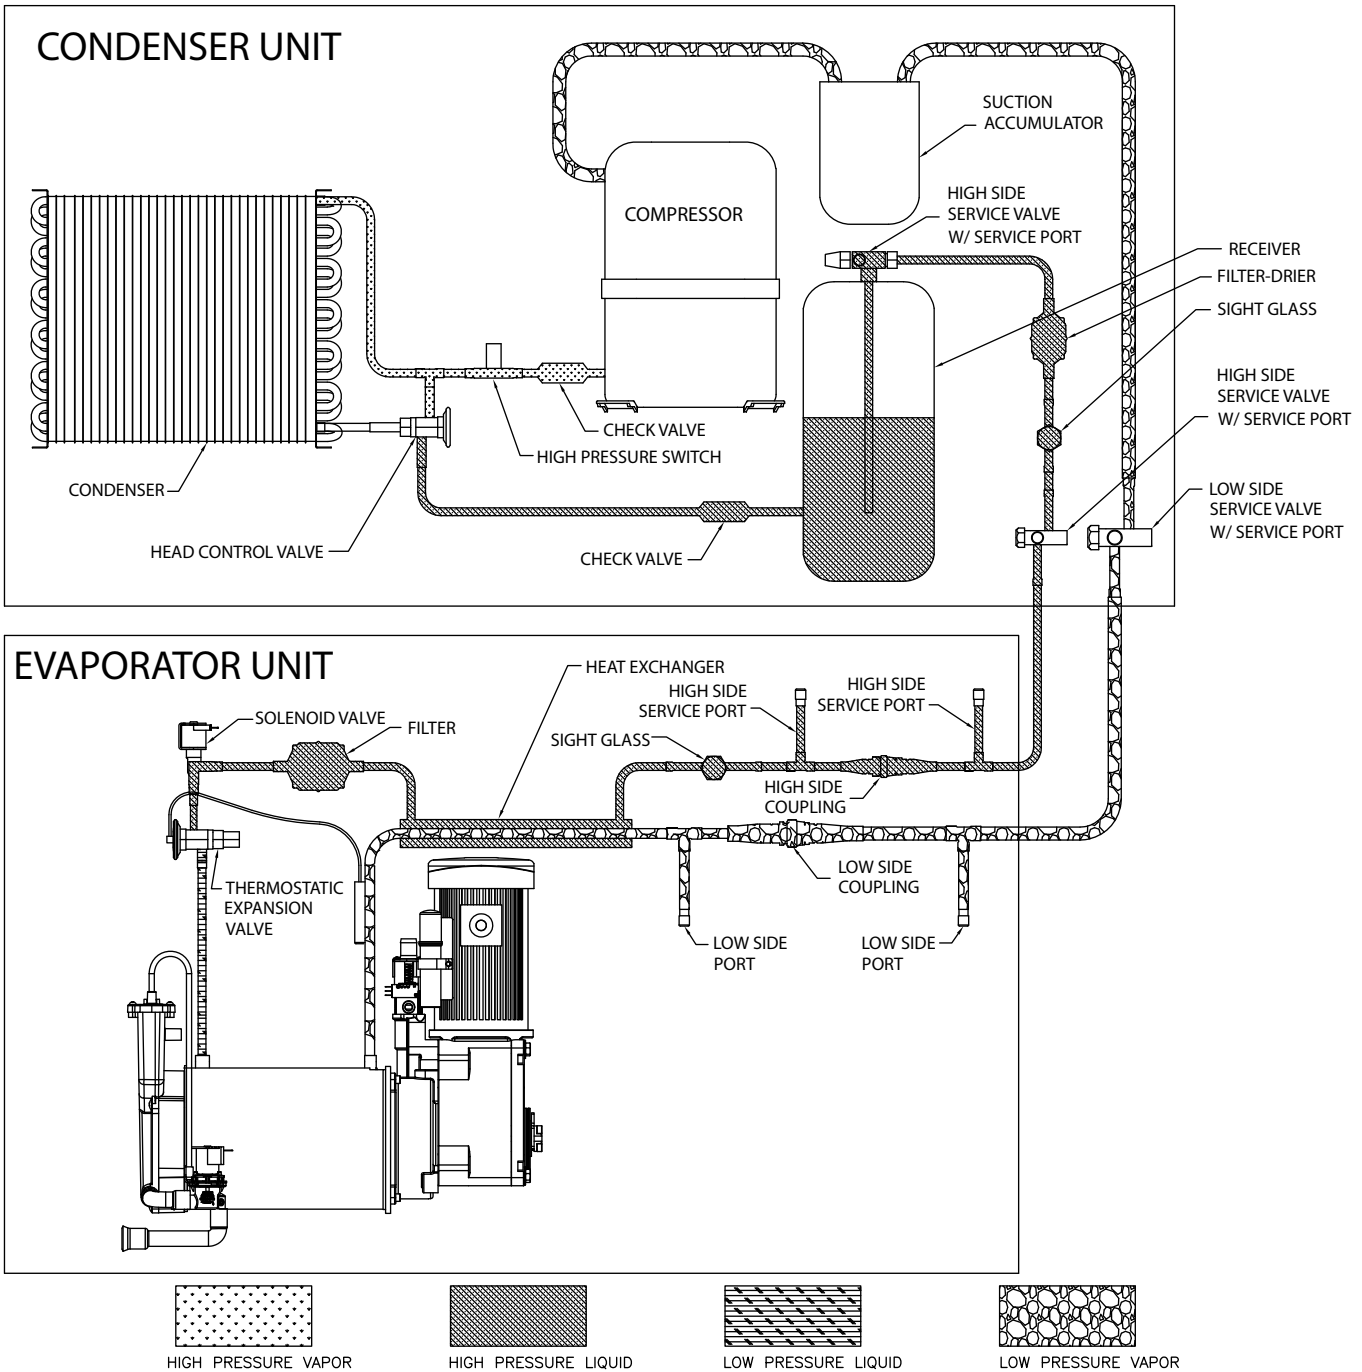 CONDENSER UNIT
SUCTION
ACCUMULATOR
COMPRESSOR
HIGH SIDE
SERVICE VALVE
W/ SERVICE PORT
RECEIVER
FILTER-DRIER
SIGHT GLASS
HIGH SIDE
SERVICE VALVE
W/ SERVICE PORT
CHECK VALVE
HIGH PRESSURE SWITCH
CONDENSER
LOW SIDE
SERVICE VALVE
W/ SERVICE PORT
HEAD CONTROL VALVE
CHECK VALVE
EVAPORATOR UNIT
HEAT EXCHANGER
HIGH SIDE
SERVICE PORT
HIGH SIDE
SERVICE PORT
SOLENOID VALVE
FILTER
SIGHT GLASS
HIGH SIDE
COUPLING
THERMOSTATIC
EXPANSION
VALVE
LOW SIDE
COUPLING
LOW SIDE
PORT
LOW SIDE
PORT
HIGH PRESSURE VAPOR
HIGH PRESSURE LIQUID
LOW PRESSURE LIQUID
LOW PRESSURE VAPOR